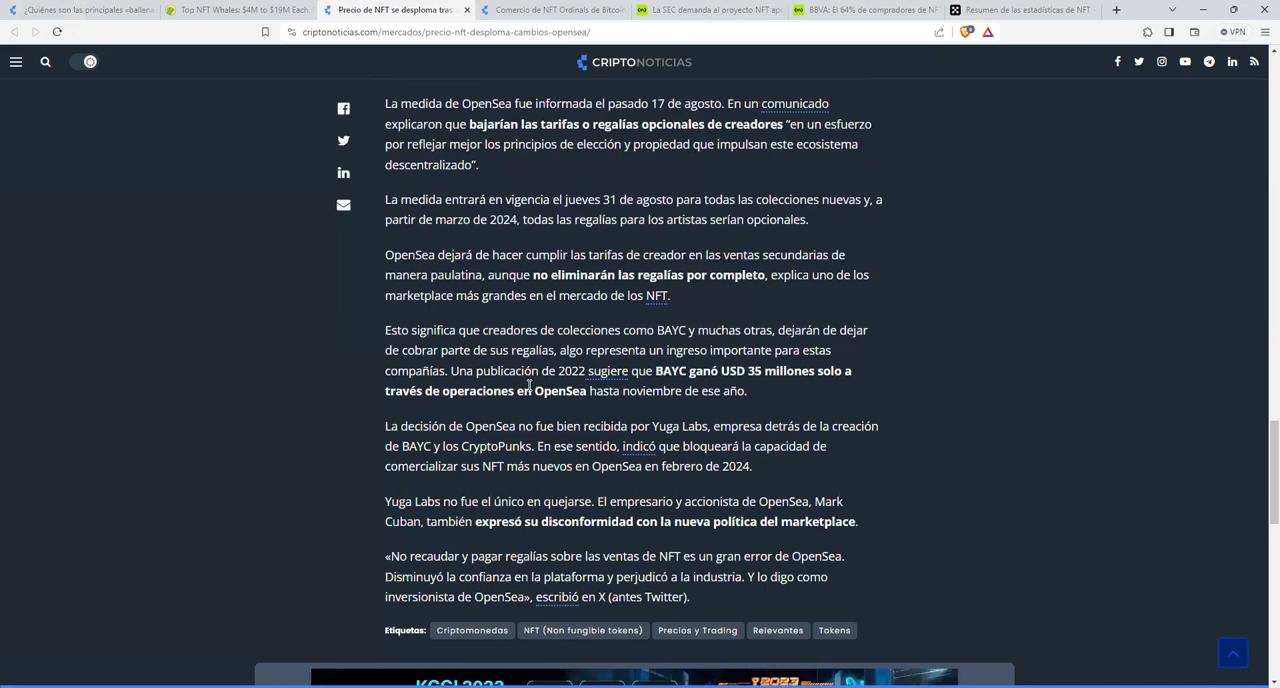 ¿Quiénes son las principales «ballena
Top NFT Whales: $4M to $19M Each,
Precio de NFT se desploma tras
Comercio de NFT Ordinals de Bitcoin
La SEC demanda al proyecto NFT apo
BBVA: El 64% de compradores de NF
Resumen de las estadísticas de NFT -
criptonoticias.com/mercados/precio-nft-desploma-cambios-opensea/
VPN
CRIPTONOTICIAS
La medida de OpenSea fue informada el pasado 17 de agosto. En un comunicado
explicaron que bajarían las tarifas o regalías opcionales de creadores “en un esfuerzo
por reflejar mejor los principios de elección y propiedad que impulsan este ecosistema
descentralizado”.
La medida entrará en vigencia el jueves 31 de agosto para todas las colecciones nuevas y, a
partir de marzo de 2024, todas las regalías para los artistas serían opcionales.
OpenSea dejará de hacer cumplir las tarifas de creador en las ventas secundarias de
manera paulatina, aunque no eliminarán las regalías por completo, explica uno de los
marketplace más grandes en el mercado de los NFT.
Esto significa que creadores de colecciones como BAYC y muchas otras, dejarán de dejar
de cobrar parte de sus regalías, algo representa un ingreso importante para estas
compañías. Una publicación de 2022 sugiere que BAYC ganó USD 35 millones solo a
través de operaciones en OpenSea hasta noviembre de ese año.
La decisión de OpenSea no fue bien recibida por Yuga Labs, empresa detrás de la creación
de BAYC y los CryptoPunks. En ese sentido, indicó que bloqueará la capacidad de
comercializar sus NFT más nuevos en OpenSea en febrero de 2024.
Yuga Labs no fue el único en quejarse. El empresario y accionista de OpenSea, Mark
Cuban, también expresó su disconformidad con la nueva política del marketplace.
«No recaudar y pagar regalías sobre las ventas de NFT es un gran error de OpenSea.
Disminuyó la confianza en la plataforma y perjudicó a la industria. Y lo digo como
inversionista de OpenSea», escribió en X (antes Twitter).
Etiquetas: Criptomonedas NFT (Non fungible tokens) Precios y Trading Relevantes Tokens